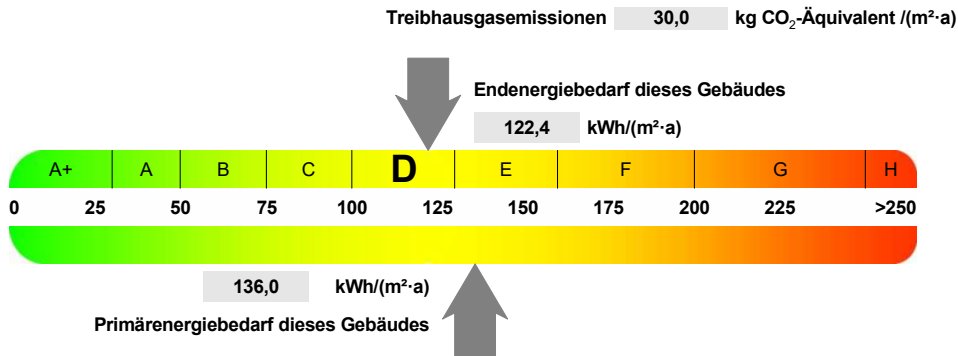 Treibhausgasemissionen 30,0 kg CO₂-Äquivalent /(m²·a)
Endenergiebedarf dieses Gebäudes
122,4 kWh/(m²·a)
A+ A B C D E F G H
0 25 50 75 100 125 150 175 200 225 >250
136,0 kWh/(m²·a)
Primärenergiebedarf dieses Gebäudes